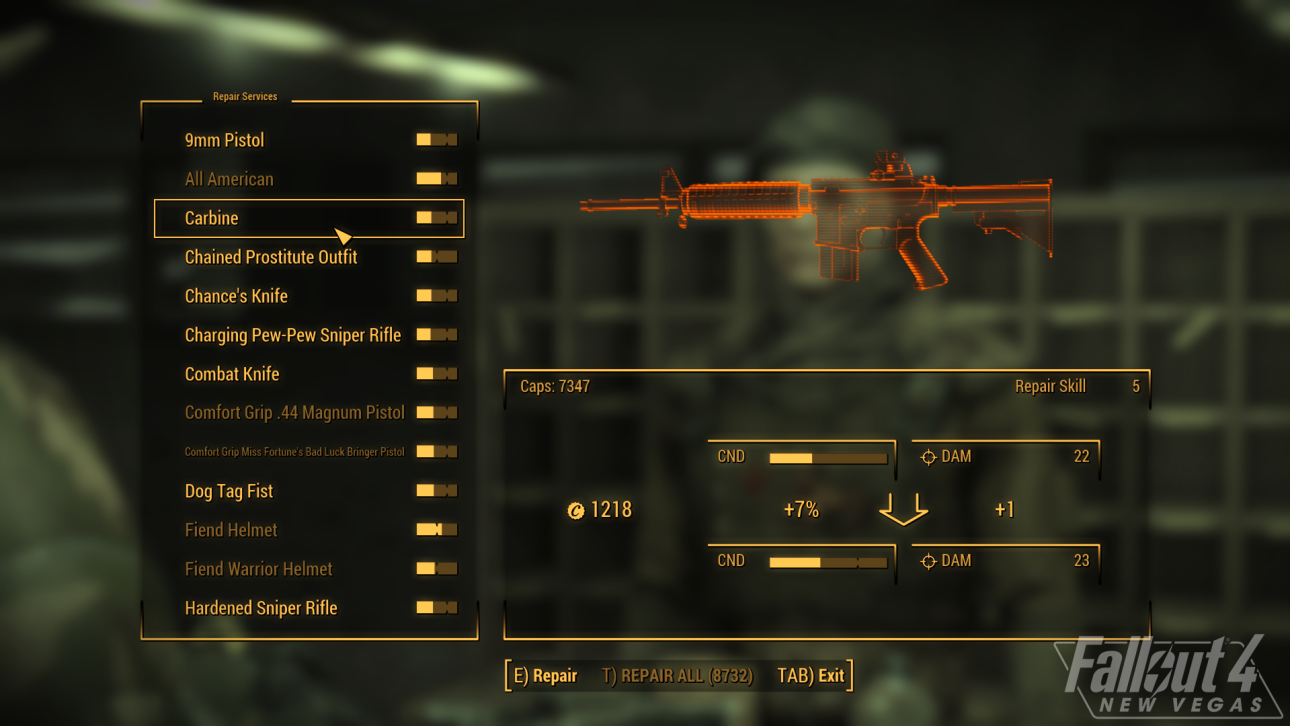 Repair Services
9mm Pistol
All American
Carbine
Chained Prostitute Outfit
Chance's Knife
Charging Pew-Pew Sniper Rifle
Combat Knife
Comfort Grip .44 Magnum Pistol
Comfort Grip Miss Fortune's Bad Luck Bringer Pistol
Dog Tag Fist
Fiend Helmet
Fiend Warrior Helmet
Hardened Sniper Rifle
Caps: 7347
Repair Skill 5
CND
DAM 22
1218
+7%
+1
CND
DAM 23
E) Repair T) REPAIR ALL (8732) TAB) Exit
Fallout 4
NEW VEGAS